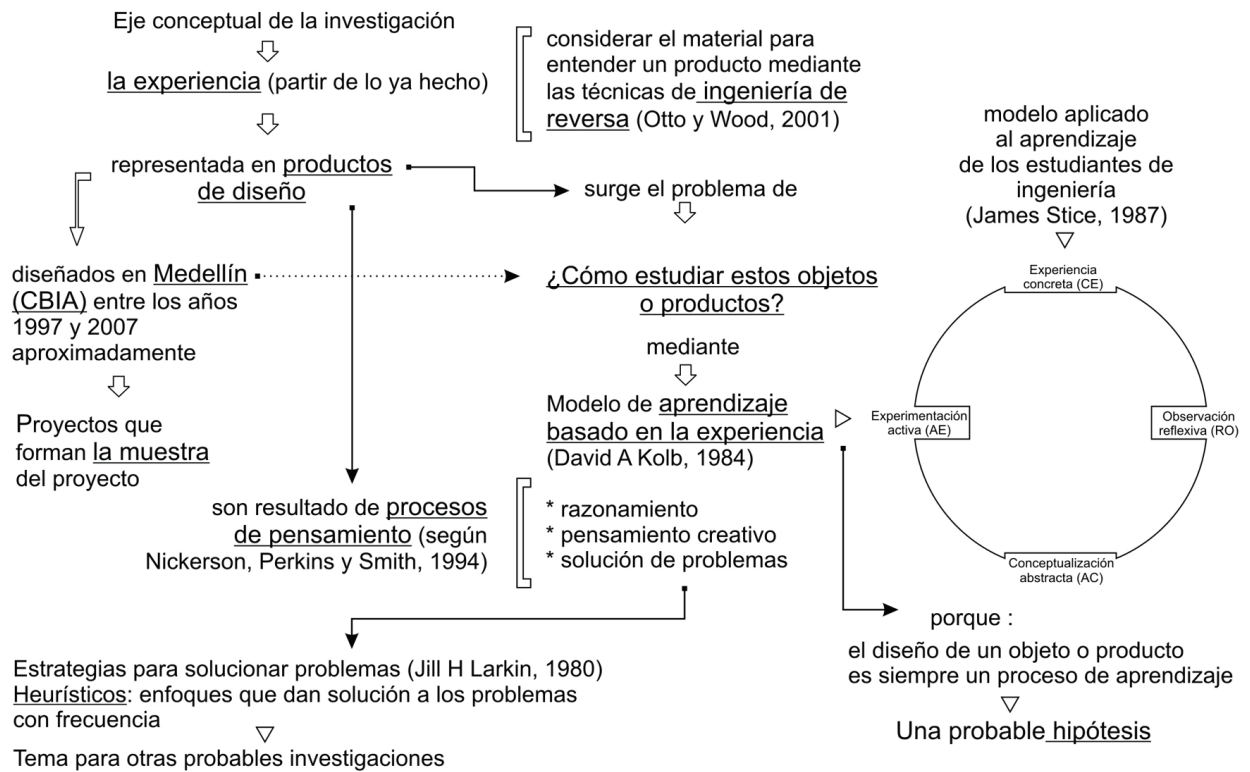 Eje conceptual de la investigación
la experiencia (partir de lo ya hecho)
considerar el material para
entender un producto mediante
las técnicas de ingeniería de
reversa (Otto y Wood, 2001)
representada en productos
de diseño
surge el problema de
modelo aplicado
al aprendizaje
de los estudiantes de
ingeniería
(James Stice, 1987)
diseñados en Medellín
(CBIA) entre los años
1997 y 2007
aproximadamente
¿Cómo estudiar estos objetos
o productos?
mediante
Experiencia
concreta (CE)
Proyectos que
forman la muestra
del proyecto
Modelo de aprendizaje
basado en la experiencia
(David A Kolb, 1984)
Experimentación
activa (AE)
Observación
reflexiva (RO)
son resultado de procesos
de pensamiento (según
Nickerson, Perkins y Smith, 1994)
* razonamiento
* pensamiento creativo
* solución de problemas
Conceptualización
abstracta (AC)
porque :
el diseño de un objeto o producto
es siempre un proceso de aprendizaje
Una probable hipótesis
Estrategias para solucionar problemas (Jill H Larkin, 1980)
Heurísticos: enfoques que dan solución a los problemas
con frecuencia
Tema para otras probables investigaciones